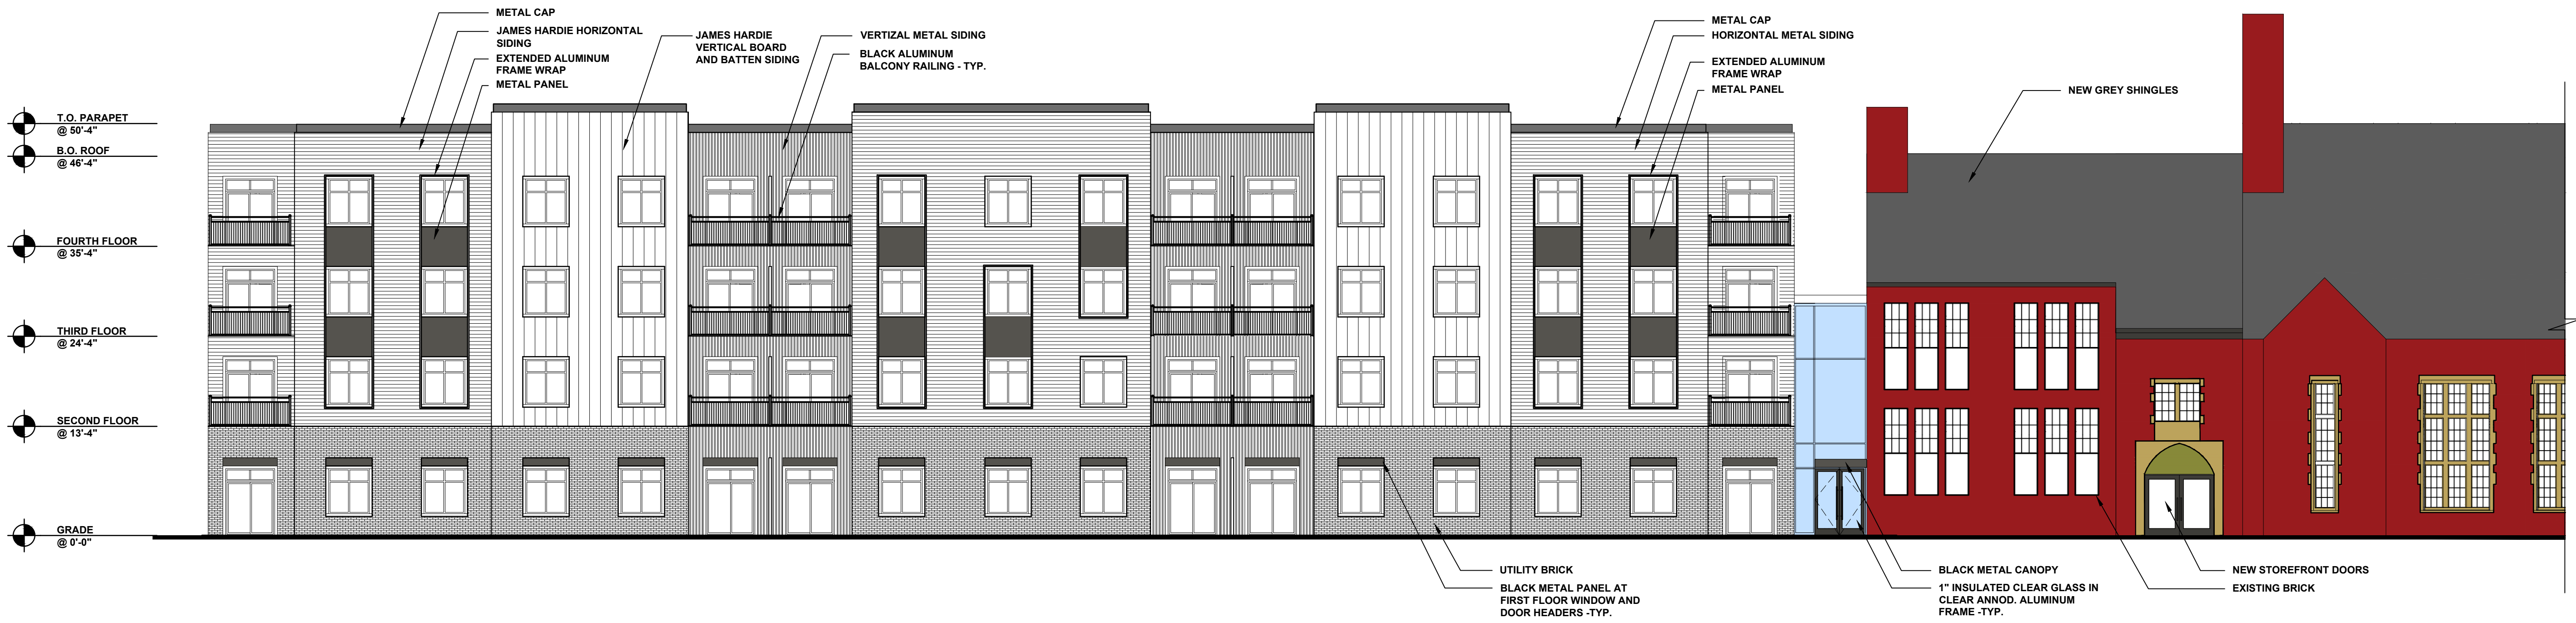 METAL CAP
JAMES HARDIE HORIZONTAL
SIDING
EXTENDED ALUMINUM
FRAME WRAP
METAL PANEL
JAMES HARDIE
VERTICAL BOARD
AND BATTEN SIDING
VERTIZAL METAL SIDING
BLACK ALUMINUM
BALCONY RAILING - TYP.
METAL CAP
HORIZONTAL METAL SIDING
EXTENDED ALUMINUM
FRAME WRAP
METAL PANEL
NEW GREY SHINGLES
T.O. PARAPET
@ 50'-4"
B.O. ROOF
@ 46'-4"
FOURTH FLOOR
@ 35'-4"
THIRD FLOOR
@ 24'-4"
SECOND FLOOR
@ 13'-4"
GRADE
@ 0'-0"
UTILITY BRICK
BLACK METAL PANEL AT
FIRST FLOOR WINDOW AND
DOOR HEADERS -TYP.
BLACK METAL CANOPY
1" INSULATED CLEAR GLASS IN
CLEAR ANNOD. ALUMINUM
FRAME -TYP.
NEW STOREFRONT DOORS
EXISTING BRICK